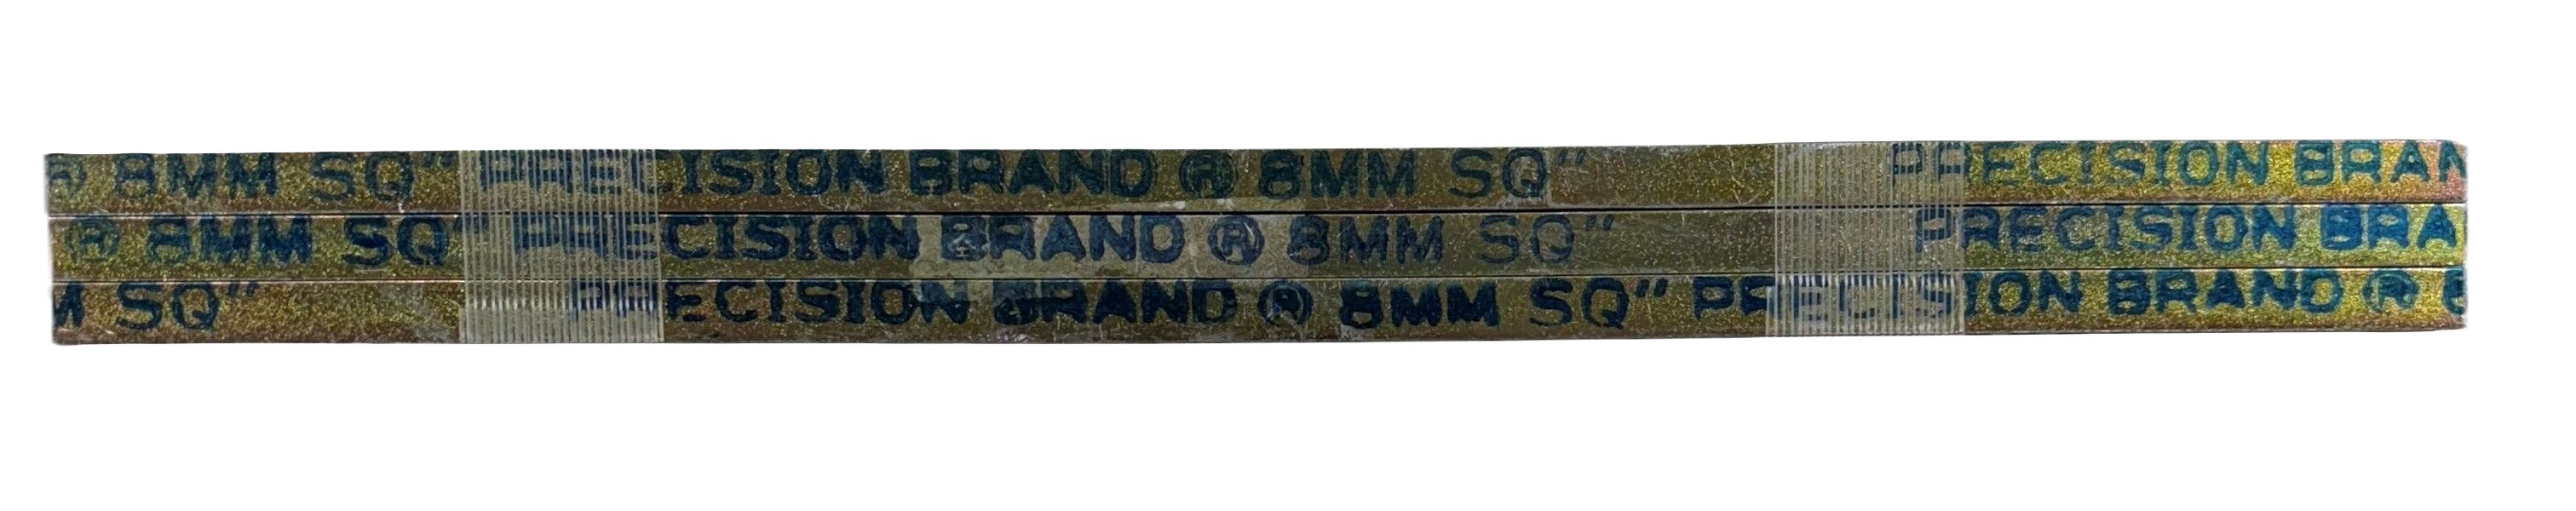 ® 8MM SQ" PRECISION BRAND ® 8MM SQ" PRECISION BRAN
® 8MM SQ" PRECISION BRAND ® 8MM SQ" PRECISION BRA
M SQ" PRECISION BRAND ® 8MM SQ" PRECISION BRAND ® 8